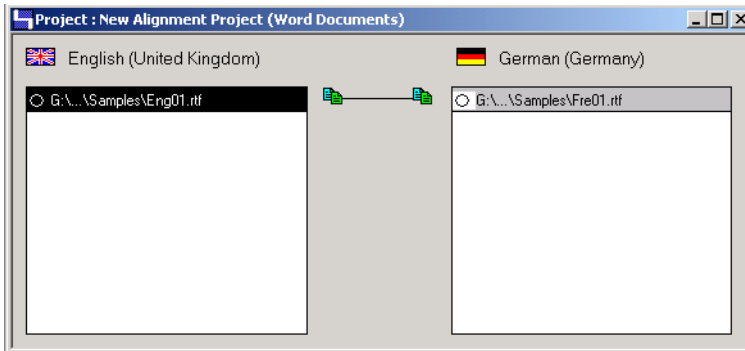 Project : New Alignment Project (Word Documents)
English (United Kingdom)
German (Germany)
G:\...\Samples\Eng01.rtf
G:\...\Samples\Fre01.rtf